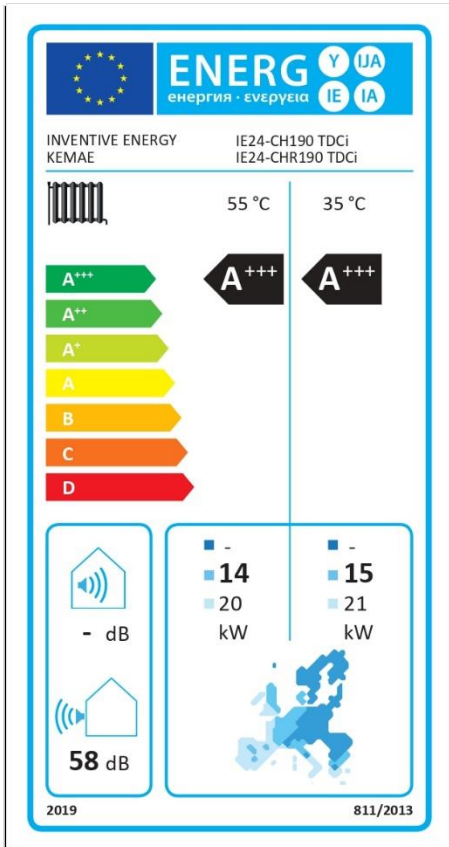 ENERG Y IJA
енергия · ενεργεια IE IA
INVENTIVE ENERGY IE24-CH190 TDCi
KEMAE IE24-CHR190 TDCi
55 °C 35 °C
A+++ A+++ A+++
A++
A+
A
B
C
D
- -
14 15
20 21
kW kW
- dB
58 dB
2019 811/2013